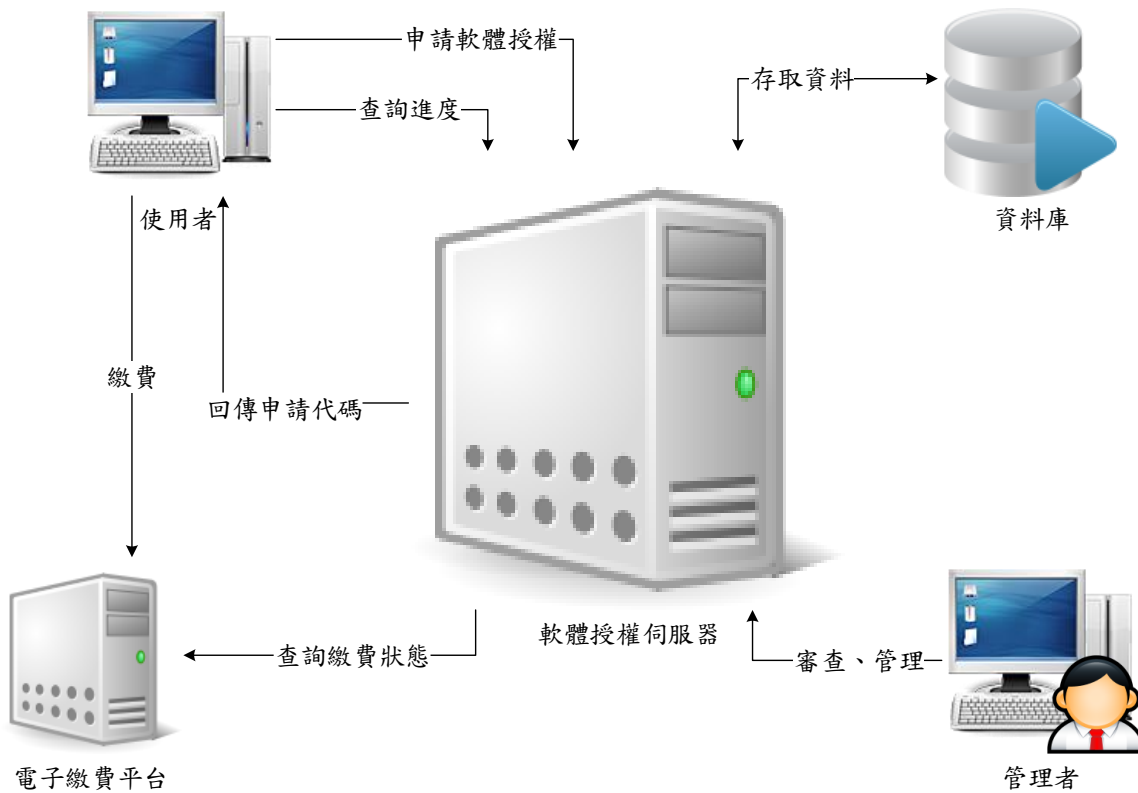 申請軟體授權
查詢進度
存取資料
使用者
資料庫
繳費
回傳申請代碼
軟體授權伺服器
查詢繳費狀態
審查、管理
電子繳費平台
管理者